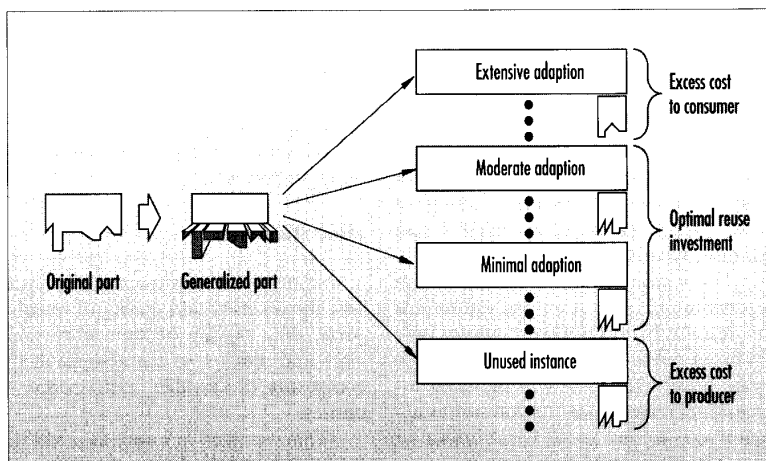 Extensive adaption
Excess cost
to consumer
Moderate adaption
Optimal reuse
investment
Original part
Generalized part
Minimal adaption
Unused instance
Excess cost
to producer